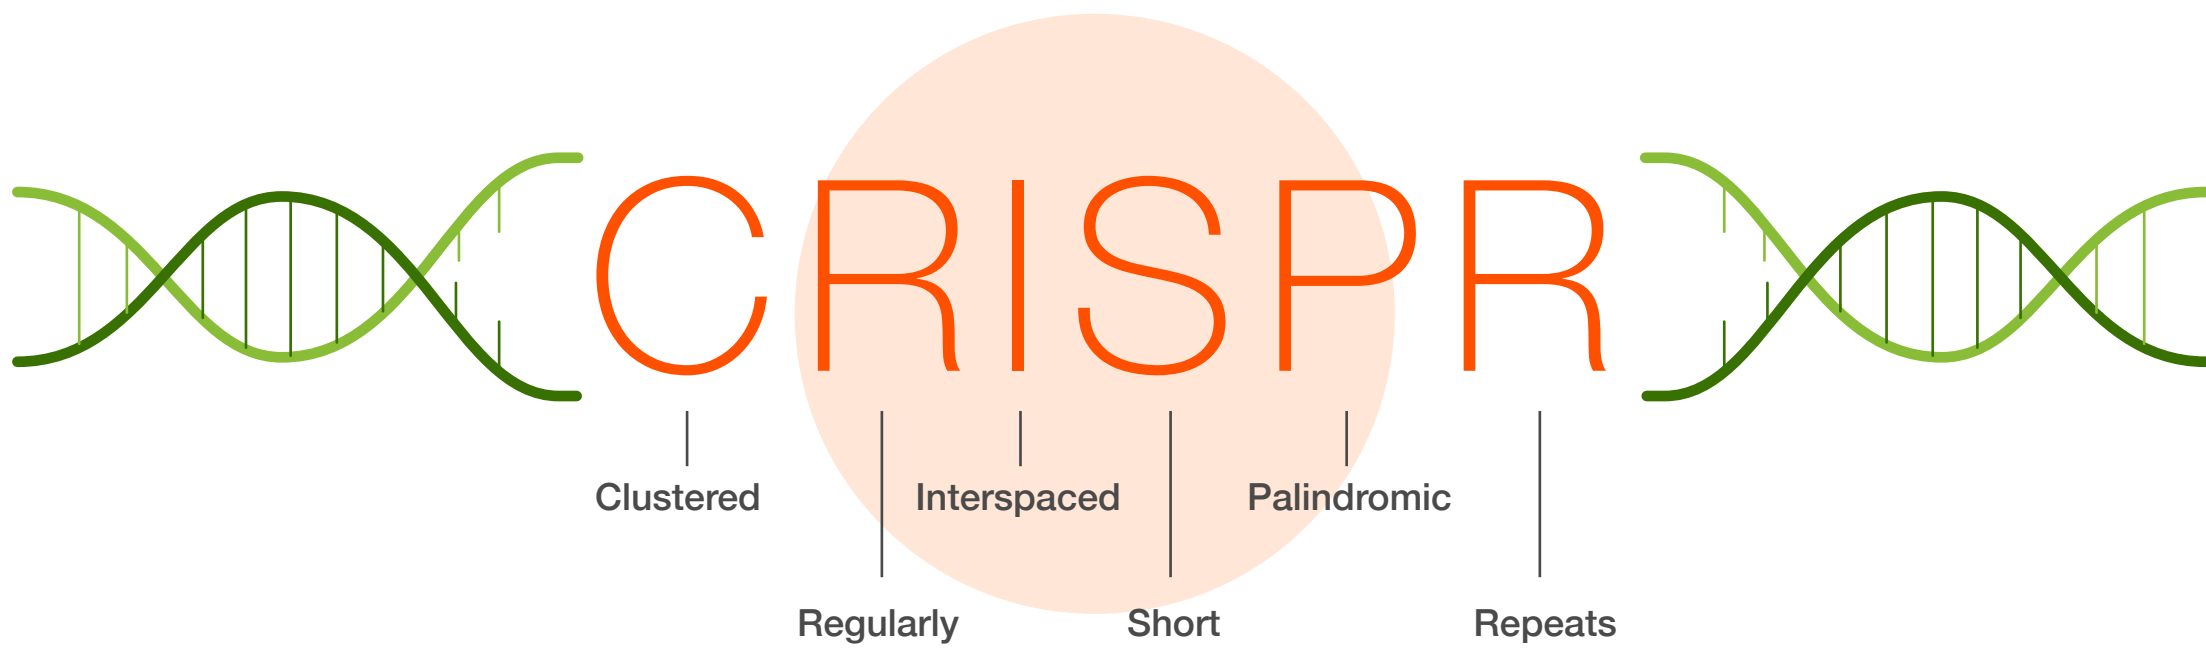 CRISPR
Clustered Interspaced Palindromic
Regularly Short Repeats